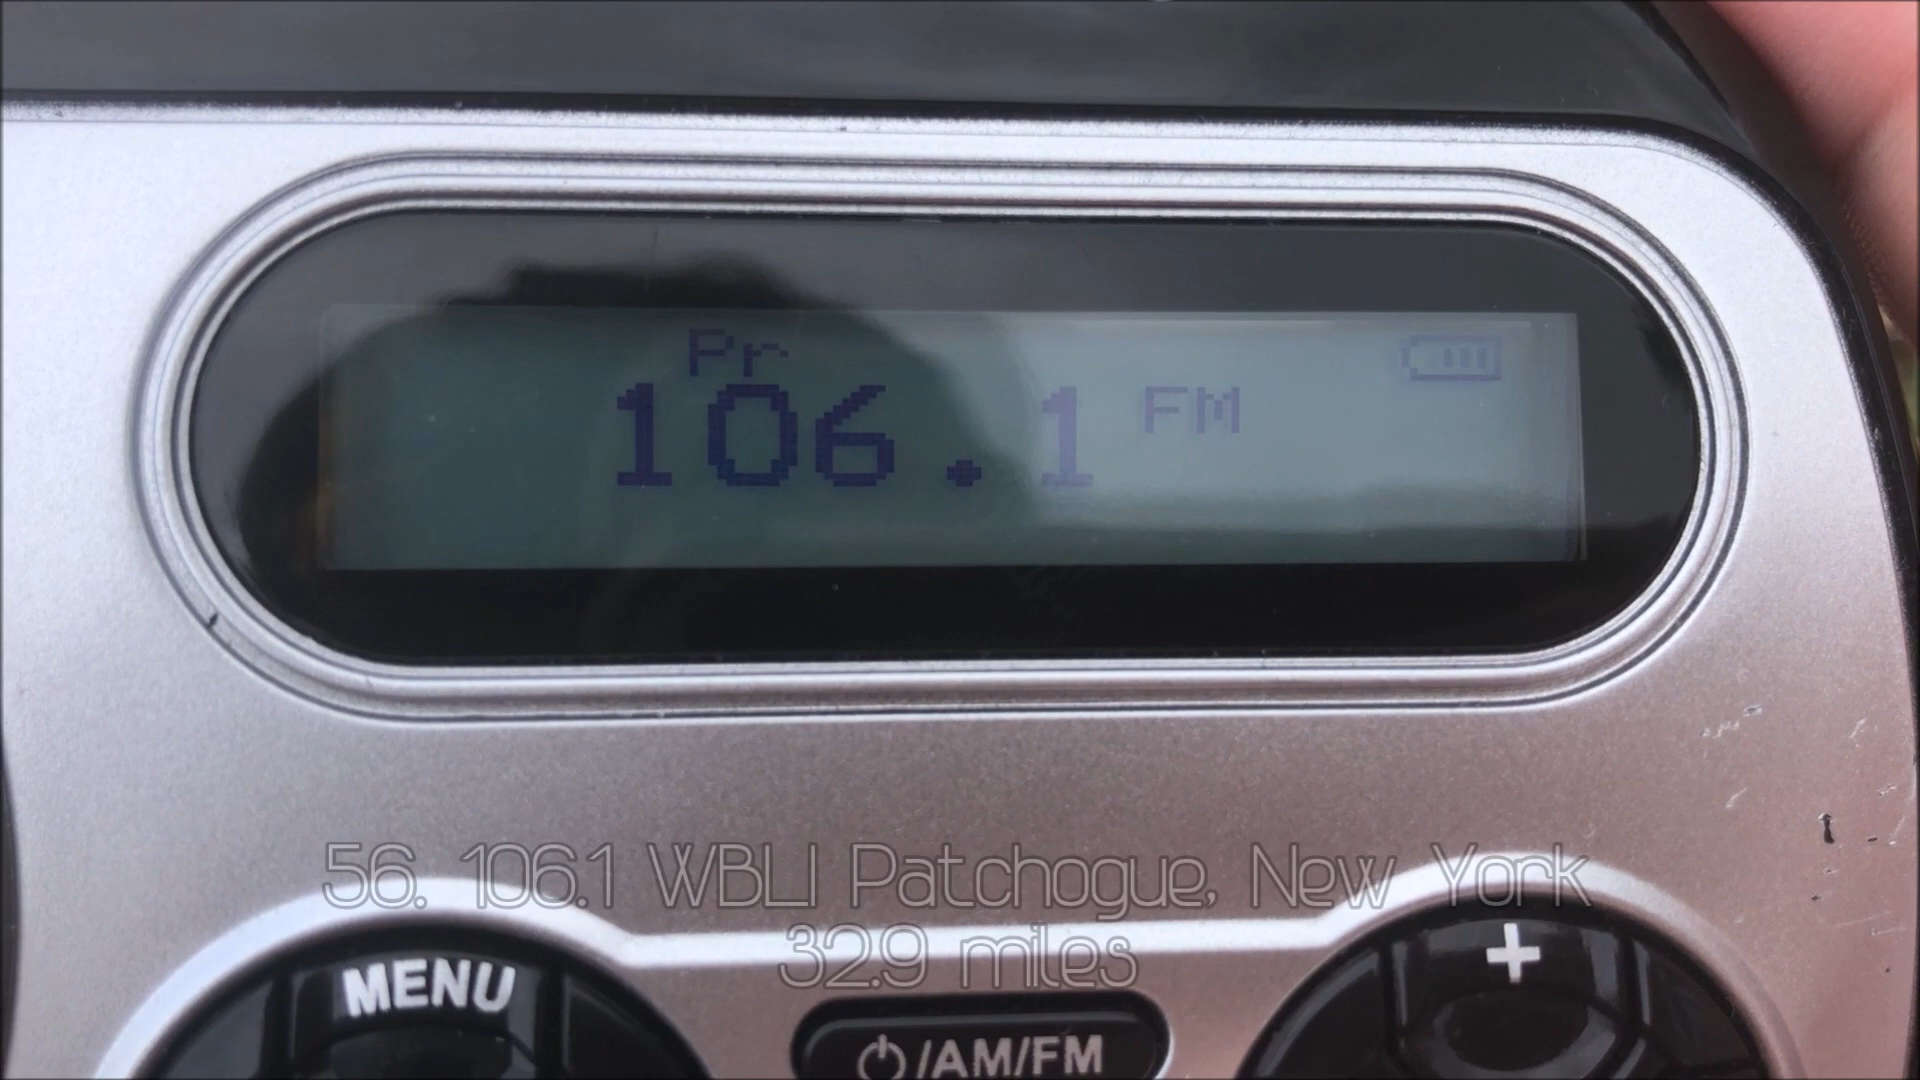 Pr
106.1 FM
56. 106.1 WBLI Patchogue, New York
32.9 miles
MENU
+
/AM/FM